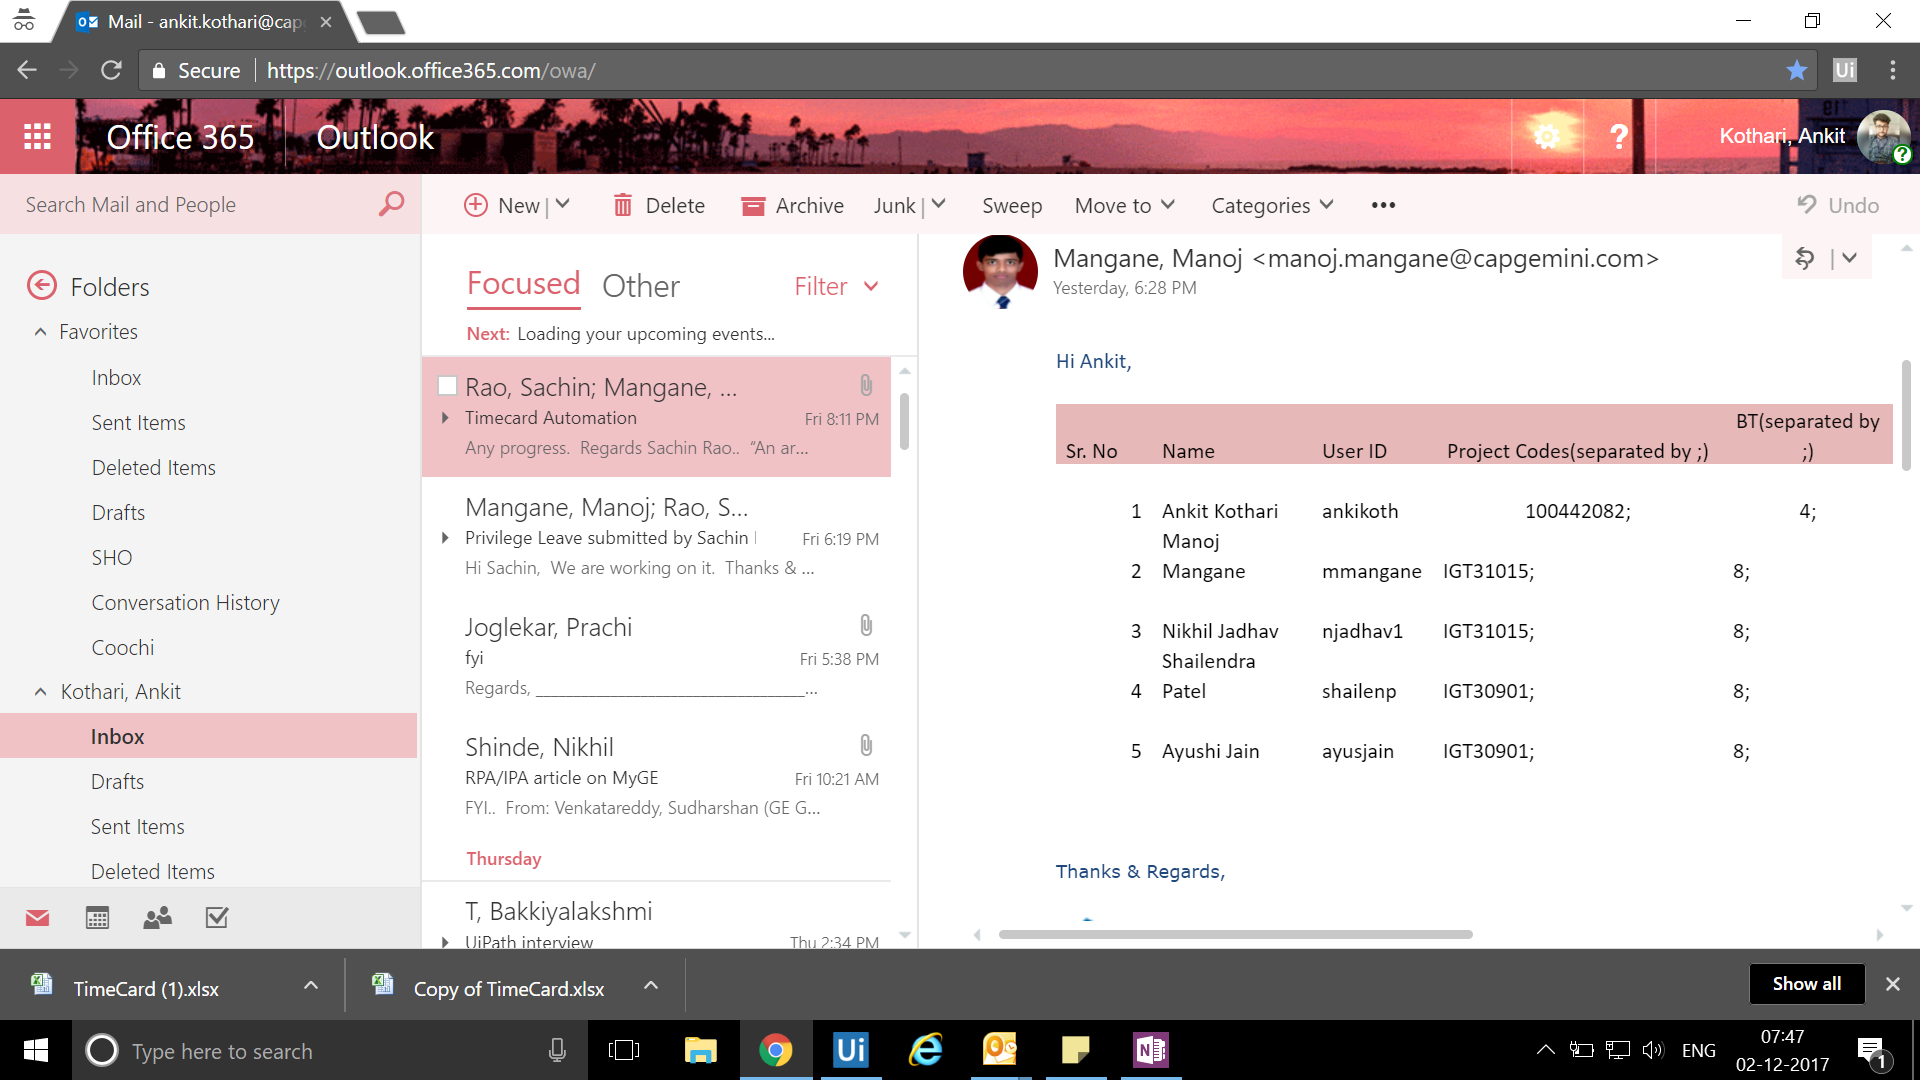 Mail - ankit.kothari@cap
Secure
https://outlook.office365.com/owa/
Ui
Office 365
Outlook
Kothari, Ankit
Search Mail and People
New
Delete
Archive
Junk
Sweep
Move to
Categories
Undo
Folders
Favorites
Inbox
Sent Items
Deleted Items
Drafts
SHO
Conversation History
Coochi
Kothari, Ankit
Inbox
Drafts
Sent Items
Deleted Items
Focused
Other
Filter
Next: Loading your upcoming events...
Rao, Sachin; Mangane, ...
Timecard Automation Fri 8:11 PM
Any progress. Regards Sachin Rao.. “An ar...
Mangane, Manoj; Rao, S...
Privilege Leave submitted by Sachin Fri 6:19 PM
Hi Sachin, We are working on it. Thanks & ...
Joglekar, Prachi
fyi Fri 5:38 PM
Regards, ________________________________...
Shinde, Nikhil
RPA/IPA article on MyGE Fri 10:21 AM
FYI.. From: Venkatareddy, Sudharshan (GE G...
Thursday
T, Bakkiyalakshmi
UiPath interview Thu 2:34 PM
Mangane, Manoj <manoj.mangane@capgemini.com>
Yesterday, 6:28 PM
Hi Ankit,
BT(separated by
Sr. No Name User ID Project Codes(separated by ;) ;)
1 Ankit Kothari ankikoth 100442082; 4;
Manoj
2 Mangane mmangane IGT31015; 8;
3 Nikhil Jadhav njadhav1 IGT31015; 8;
Shailendra
4 Patel shailenp IGT30901; 8;
5 Ayushi Jain ayusjain IGT30901; 8;
Thanks & Regards,
TimeCard (1).xlsx
Copy of TimeCard.xlsx
Show all
Type here to search
Ui
ENG
07:47
02-12-2017
1